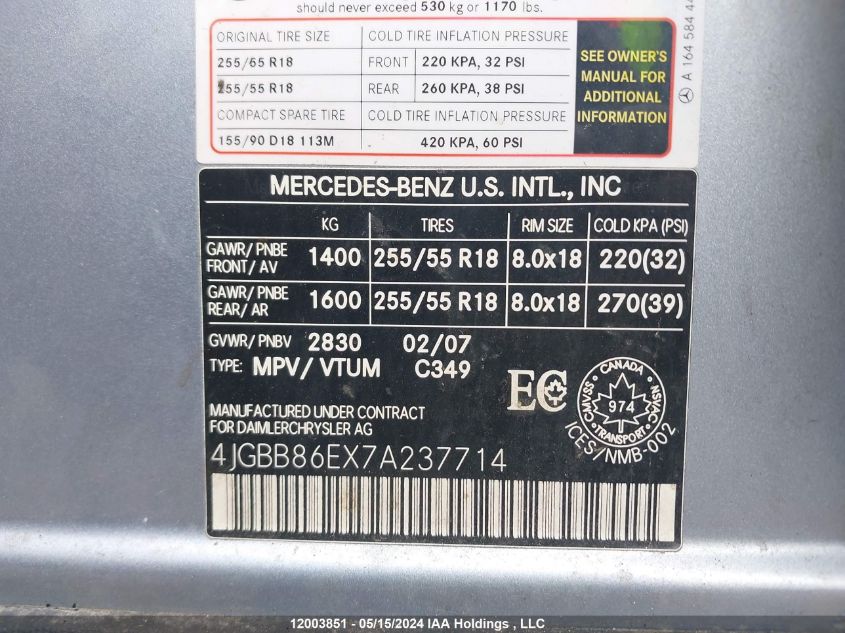 should never exceed 530 kg or 1170 lbs.
ORIGINAL TIRE SIZE COLD TIRE INFLATION PRESSURE
255/65 R18 FRONT 220 KPA, 32 PSI
255/55 R18 REAR 260 KPA, 38 PSI
COMPACT SPARE TIRE COLD TIRE INFLATION PRESSURE
155/90 D18 113M 420 KPA, 60 PSI
SEE OWNER'S
MANUAL FOR
ADDITIONAL
INFORMATION
A 164 584 44
MERCEDES-BENZ U.S. INTL., INC
KG TIRES RIM SIZE COLD KPA (PSI)
GAWR/ PNBE
FRONT/ AV 1400 255/55 R18 8.0x18 220(32)
GAWR/ PNBE
REAR/ AR 1600 255/55 R18 8.0x18 270(39)
GVWR/ PNBV 2830 02/07
TYPE: MPV/ VTUM C349
EC
CANADA
CMVSS NSVAC
974
TRANSPORT
ICES/NMB-002
MANUFACTURED UNDER CONTRACT
FOR DAIMLERCHRYSLER AG
4JGBB86EX7A237714
12003851 - 05/15/2024 IAA Holdings , LLC